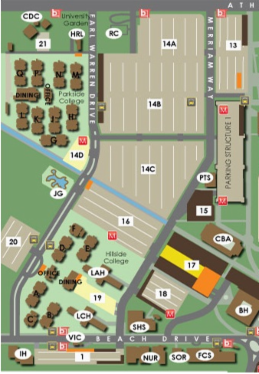 CDC
University
Gardens
HRL
RC
ATH
21
14A
13
EARL WARREN DRIVE
MERRIAM WAY
OFFICE
Parkside
College
DINING
14B
G
14D
14C
PARKING STRUCTURE I
PTS
JG
16
15
CBA
20
D
E
Hillside
College
17
OFFICE
DINING
LAH
19
18
LCH
BH
SHS
VIC
BEACH DRIVE
IH
1
NUR
SOR
FCS